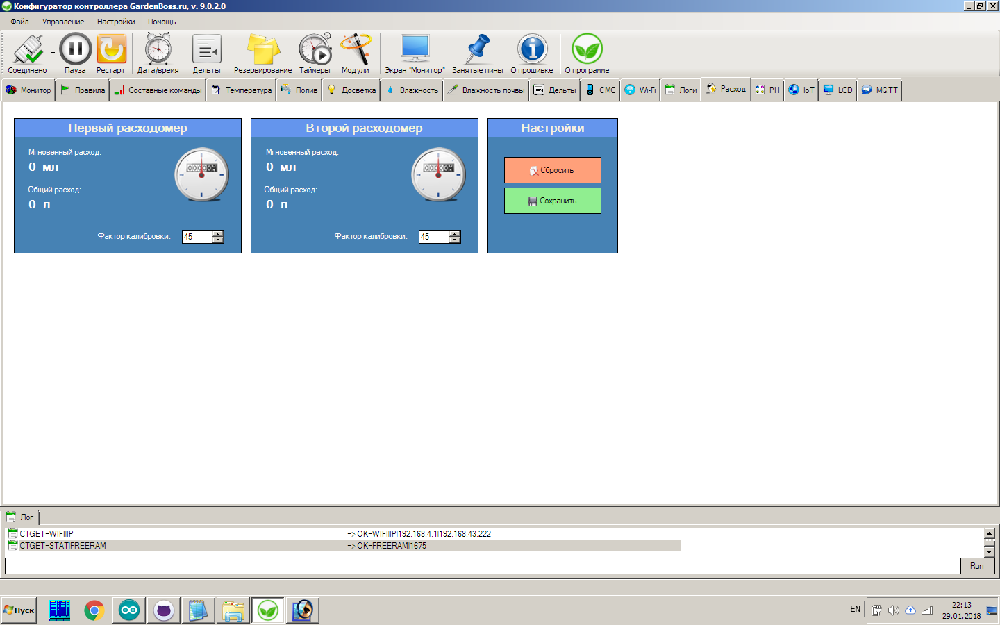 Конфигуратор контроллера GardenBoss.ru, v. 9.0.2.0
Файл Управление Настройки Помощь
Соединено Пауза Рестарт Дата/время Дельты Резервирование Таймеры Модули Экран "Монитор" Занятые пины О прошивке О программе
Монитор Правила Составные команды Температура Полив Досветка Влажность Влажность почвы Дельты СМС Wi-Fi Логи Расход PH IoT LCD MQTT
Первый расходомер
Мгновенный расход:
0 мл
Общий расход:
0 л
Фактор калибровки: 45
Второй расходомер
Мгновенный расход:
0 мл
Общий расход:
0 л
Фактор калибровки: 45
Настройки
Сбросить
Сохранить
Лог
CTGET=WIFI|IP => OK=WIFI|IP|192.168.4.1|192.168.43.222
CTGET=STAT|FREERAM => OK=FREERAM|1675
Run
Пуск
EN
22:13
29.01.2018